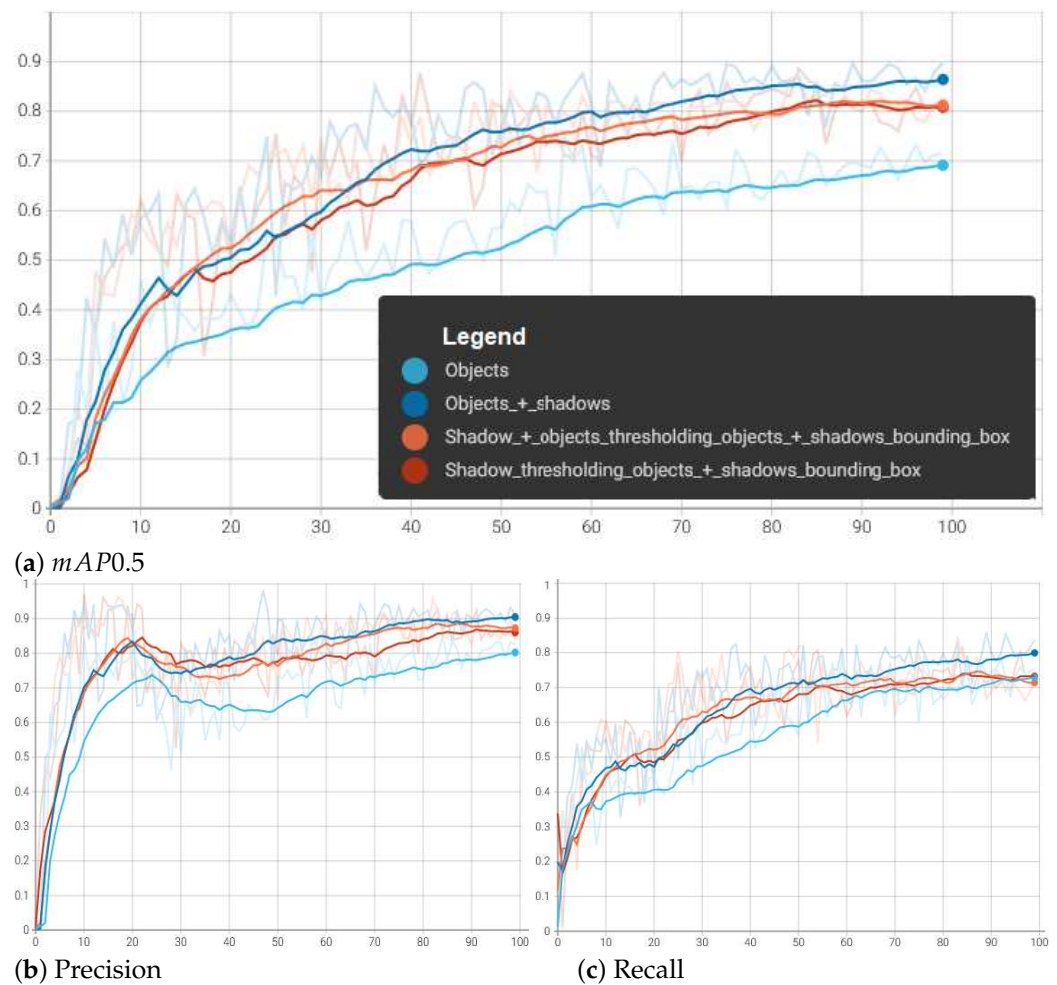 0.9
0.8
0.7
0.6
0.5
0.4
0.3
0.2
0.1
0
0 10 20 30 40 50 60 70 80 90 100
Legend
Objects
Objects_+_shadows
Shadow_+_objects_thresholding_objects_+_shadows_bounding_box
Shadow_thresholding_objects_+_shadows_bounding_box
(a) mAP0.5
1
0.9
0.8
0.7
0.6
0.5
0.4
0.3
0.2
0.1
0
0 10 20 30 40 50 60 70 80 90 100
(b) Precision
1
0.9
0.8
0.7
0.6
0.5
0.4
0.3
0.2
0.1
0
0 10 20 30 40 50 60 70 80 90 100
(c) Recall